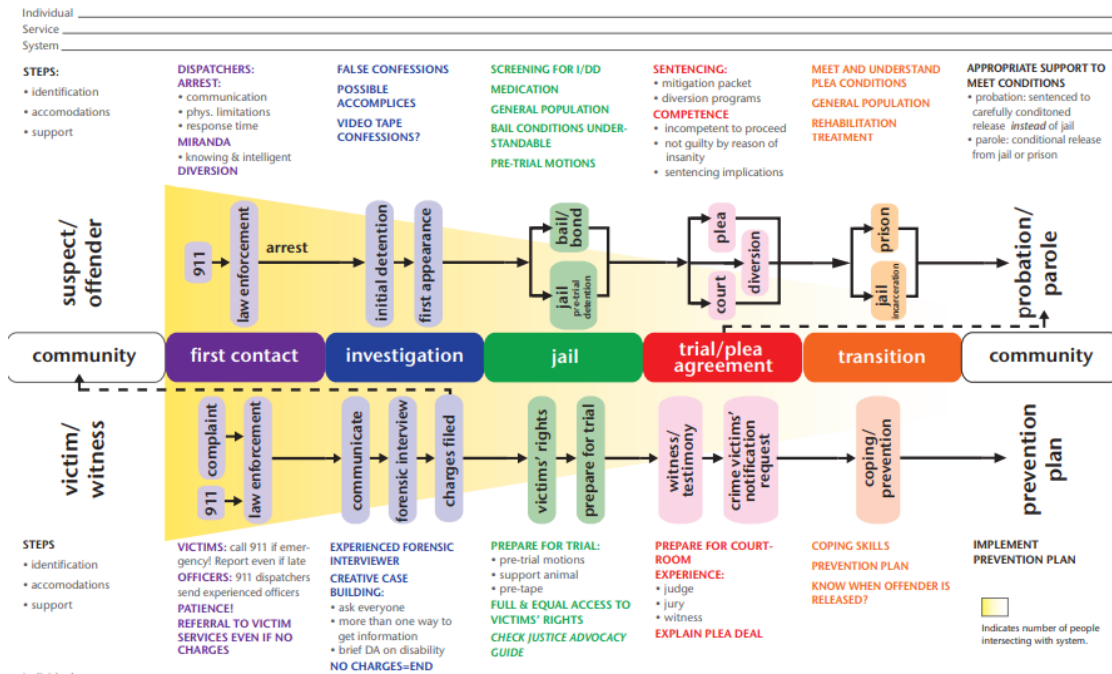 Individual
Service
System
STEPS:
• identification
• accomodations
• support
DISPATCHERS:
ARREST:
• communication
• phys. limitations
• response time
MIRANDA
• knowing & intelligent
DIVERSION
FALSE CONFESSIONS
POSSIBLE
ACCOMPLICES
VIDEO TAPE
CONFESSIONS?
SCREENING FOR I/DD
MEDICATION
GENERAL POPULATION
BAIL CONDITIONS UNDER-
STANDABLE
PRE-TRIAL MOTIONS
SENTENCING:
• mitigation packet
• diversion programs
COMPETENCE
• incompetent to proceed
• not guilty by reason of
insanity
• sentencing implications
MEET AND UNDERSTAND
PLEA CONDITIONS
GENERAL POPULATION
REHABILITATION
TREATMENT
APPROPRIATE SUPPORT TO
MEET CONDITIONS
• probation: sentenced to
carefully conditoned
release instead of jail
• parole: conditional release
from jail or prison
suspect/
offender
911
law enforcement
arrest
initial detention
first appearance
bail/
bond
jail
pre-trial
detention
plea
court
diversion
prison
jail
incarceration
probation/
parole
community
first contact
investigation
jail
trial/plea
agreement
transition
community
victim/
witness
complaint
911
law enforcement
communicate
forensic interview
charges filed
victims' rights
prepare for trial
witness/
testimony
crime victims'
notification
request
coping/
prevention
prevention
plan
STEPS
• identification
• accomodations
• support
VICTIMS: call 911 if emer-
gency! Report even if late
OFFICERS: 911 dispatchers
send experienced officers
PATIENCE!
REFERRAL TO VICTIM
SERVICES EVEN IF NO
CHARGES
EXPERIENCED FORENSIC
INTERVIEWER
CREATIVE CASE
BUILDING:
• ask everyone
• more than one way to
get information
• brief DA on disability
NO CHARGES=END
PREPARE FOR TRIAL:
• pre-trial motions
• support animal
• pre-tape
FULL & EQUAL ACCESS TO
VICTIMS' RIGHTS
CHECK JUSTICE ADVOCACY
GUIDE
PREPARE FOR COURT-
ROOM
EXPERIENCE:
• judge
• jury
• witness
EXPLAIN PLEA DEAL
COPING SKILLS
PREVENTION PLAN
KNOW WHEN OFFENDER IS
RELEASED?
IMPLEMENT
PREVENTION PLAN
Indicates number of people
intersecting with system.